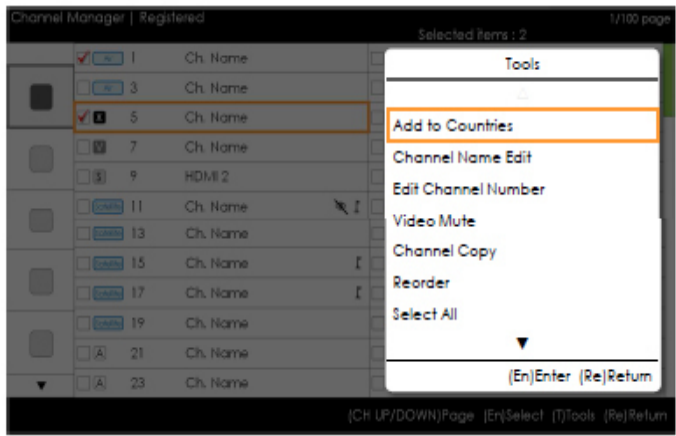 Channel Manager | Registered
1/100 page
Selected items : 2
1 Ch. Name
3 Ch. Name
5 Ch. Name
7 Ch. Name
9 HDMI 2
11 Ch. Name
13 Ch. Name
15 Ch. Name
17 Ch. Name
19 Ch. Name
A 21 Ch. Name
A 23 Ch. Name
Tools
Add to Countries
Channel Name Edit
Edit Channel Number
Video Mute
Channel Copy
Reorder
Select All
(En)Enter (Re)Return
(CH UP/DOWN)Page (En)Select (T)Tools (Re)Return